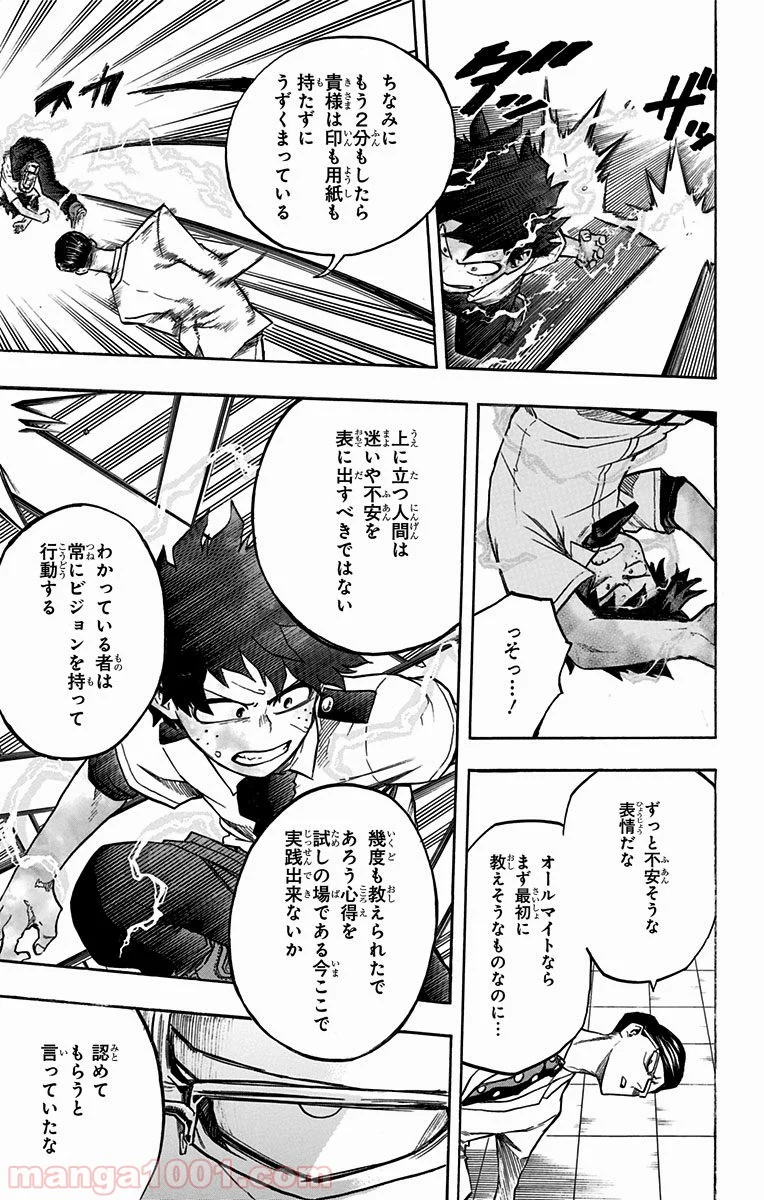 ダンッ
ちなみに
もう2分もしたら
貴様は印も用紙も
持たずに
うずくまっている
スカ
っそっ…!
上に立つ人間は
迷いや不安を
表に出すべきではない
わかっている者は
常にビジョンを持って
行動する
ずっと不安そうな
表情だな
オールマイトなら
まず最初に
教えそうなものなのに…
幾度も教えられたで
あろう心得を
試しの場である今ここで
実践出来ないか
認めて
もらうと
言っていたな
manga1001.com